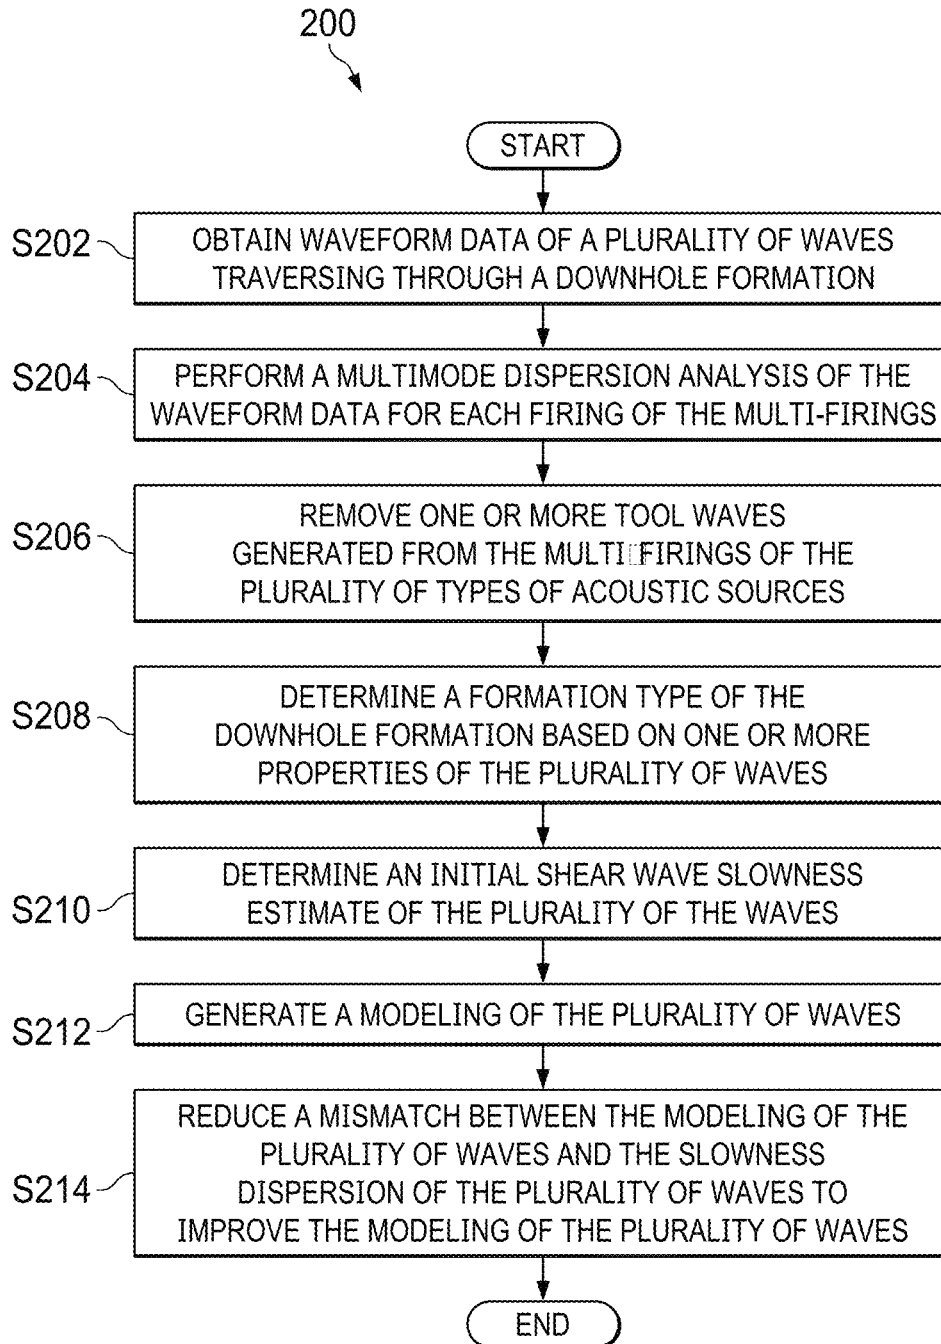 200
START
S202
OBTAIN WAVEFORM DATA OF A PLURALITY OF WAVES
TRAVERSING THROUGH A DOWNHOLE FORMATION
S204
PERFORM A MULTIMODE DISPERSION ANALYSIS OF THE
WAVEFORM DATA FOR EACH FIRING OF THE MULTI-FIRINGS
S206
REMOVE ONE OR MORE TOOL WAVES
GENERATED FROM THE MULTI▯FIRINGS OF THE
PLURALITY OF TYPES OF ACOUSTIC SOURCES
S208
DETERMINE A FORMATION TYPE OF THE
DOWNHOLE FORMATION BASED ON ONE OR MORE
PROPERTIES OF THE PLURALITY OF WAVES
S210
DETERMINE AN INITIAL SHEAR WAVE SLOWNESS
ESTIMATE OF THE PLURALITY OF THE WAVES
S212
GENERATE A MODELING OF THE PLURALITY OF WAVES
S214
REDUCE A MISMATCH BETWEEN THE MODELING OF THE
PLURALITY OF WAVES AND THE SLOWNESS
DISPERSION OF THE PLURALITY OF WAVES TO
IMPROVE THE MODELING OF THE PLURALITY OF WAVES
END